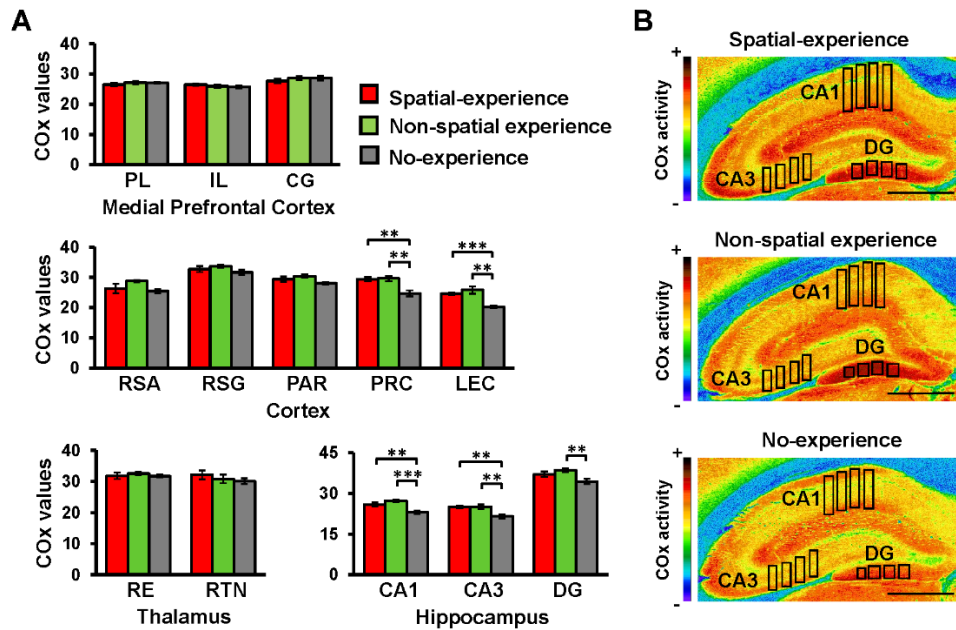 A
COx values
40
30
20
10
0
PL IL CG
Medial Prefrontal Cortex
Spatial-experience
Non-spatial experience
No-experience
COx values
40
30
20
10
0
** ** *** **
RSA RSG PAR PRC LEC
Cortex
COx values
40
30
20
10
0
RE RTN
Thalamus
45
30
15
0
** *** ** ** **
CA1 CA3 DG
Hippocampus
B
Spatial-experience
+
COx activity
-
CA1
DG
CA3
Non-spatial experience
+
COx activity
-
CA1
DG
CA3
No-experience
+
COx activity
-
CA1
DG
CA3